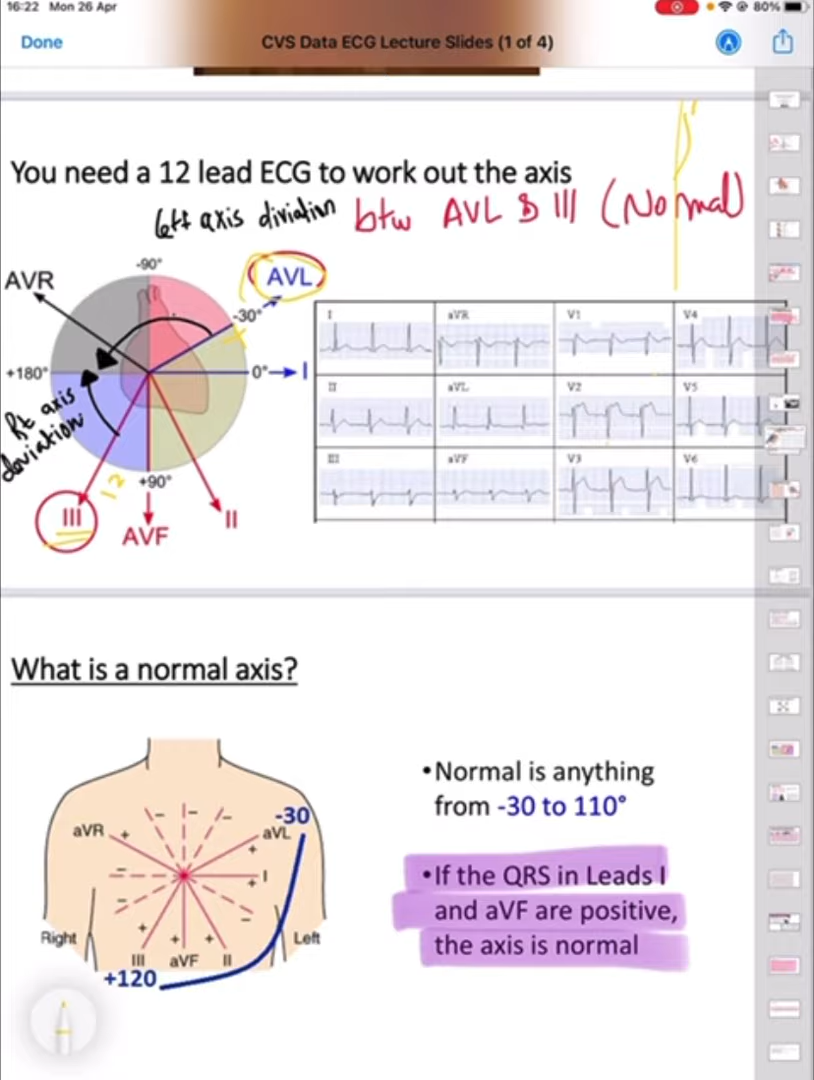 16:22 Mon 26 Apr
80%
Done
CVS Data ECG Lecture Slides (1 of 4)
You need a 12 lead ECG to work out the axis
left axis diviation
btw AVL & III (Normal)
AVR
-90°
AVL
-30°
+180°
0°
I
Rt axis
deviation
12
+90°
III
AVF
II
I aVR V1 V4
II aVL V2 V5
III aVF V3 V6
What is a normal axis?
-30
aVR
aVL
I
Right
Left
III aVF II
+120
•Normal is anything
from -30 to 110°
•If the QRS in Leads I
and aVF are positive,
the axis is normal